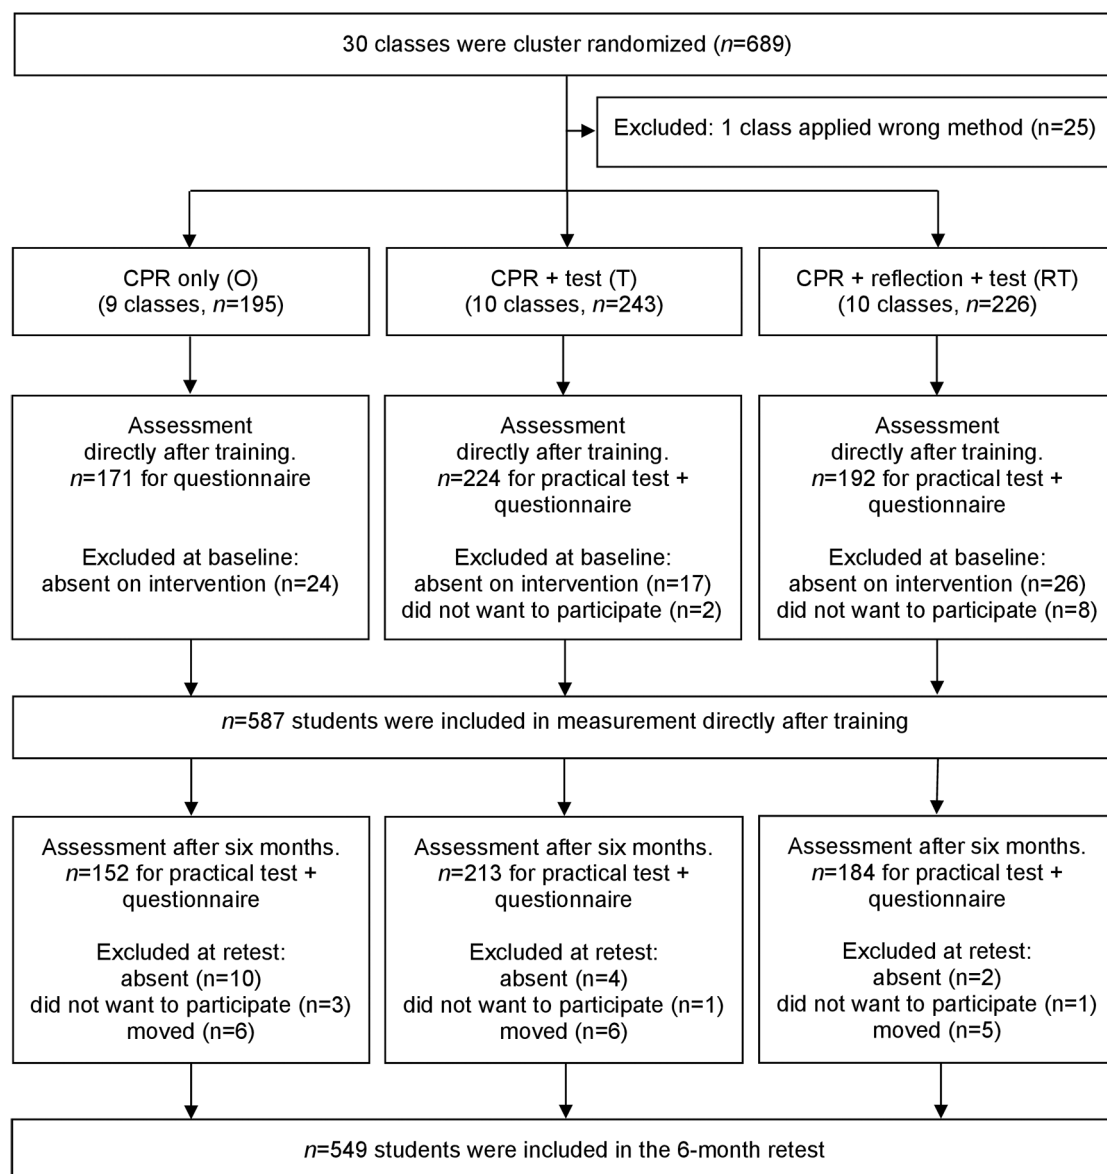 30 classes were cluster randomized (n=689)
Excluded: 1 class applied wrong method (n=25)
CPR only (O)
(9 classes, n=195)
CPR + test (T)
(10 classes, n=243)
CPR + reflection + test (RT)
(10 classes, n=226)
Assessment
directly after training.
n=171 for questionnaire
Excluded at baseline:
absent on intervention (n=24)
Assessment
directly after training.
n=224 for practical test +
questionnaire
Excluded at baseline:
absent on intervention (n=17)
did not want to participate (n=2)
Assessment
directly after training.
n=192 for practical test +
questionnaire
Excluded at baseline:
absent on intervention (n=26)
did not want to participate (n=8)
n=587 students were included in measurement directly after training
Assessment after six months.
n=152 for practical test +
questionnaire
Excluded at retest:
absent (n=10)
did not want to participate (n=3)
moved (n=6)
Assessment after six months.
n=213 for practical test +
questionnaire
Excluded at retest:
absent (n=4)
did not want to participate (n=1)
moved (n=6)
Assessment after six months.
n=184 for practical test +
questionnaire
Excluded at retest:
absent (n=2)
did not want to participate (n=1)
moved (n=5)
n=549 students were included in the 6-month retest